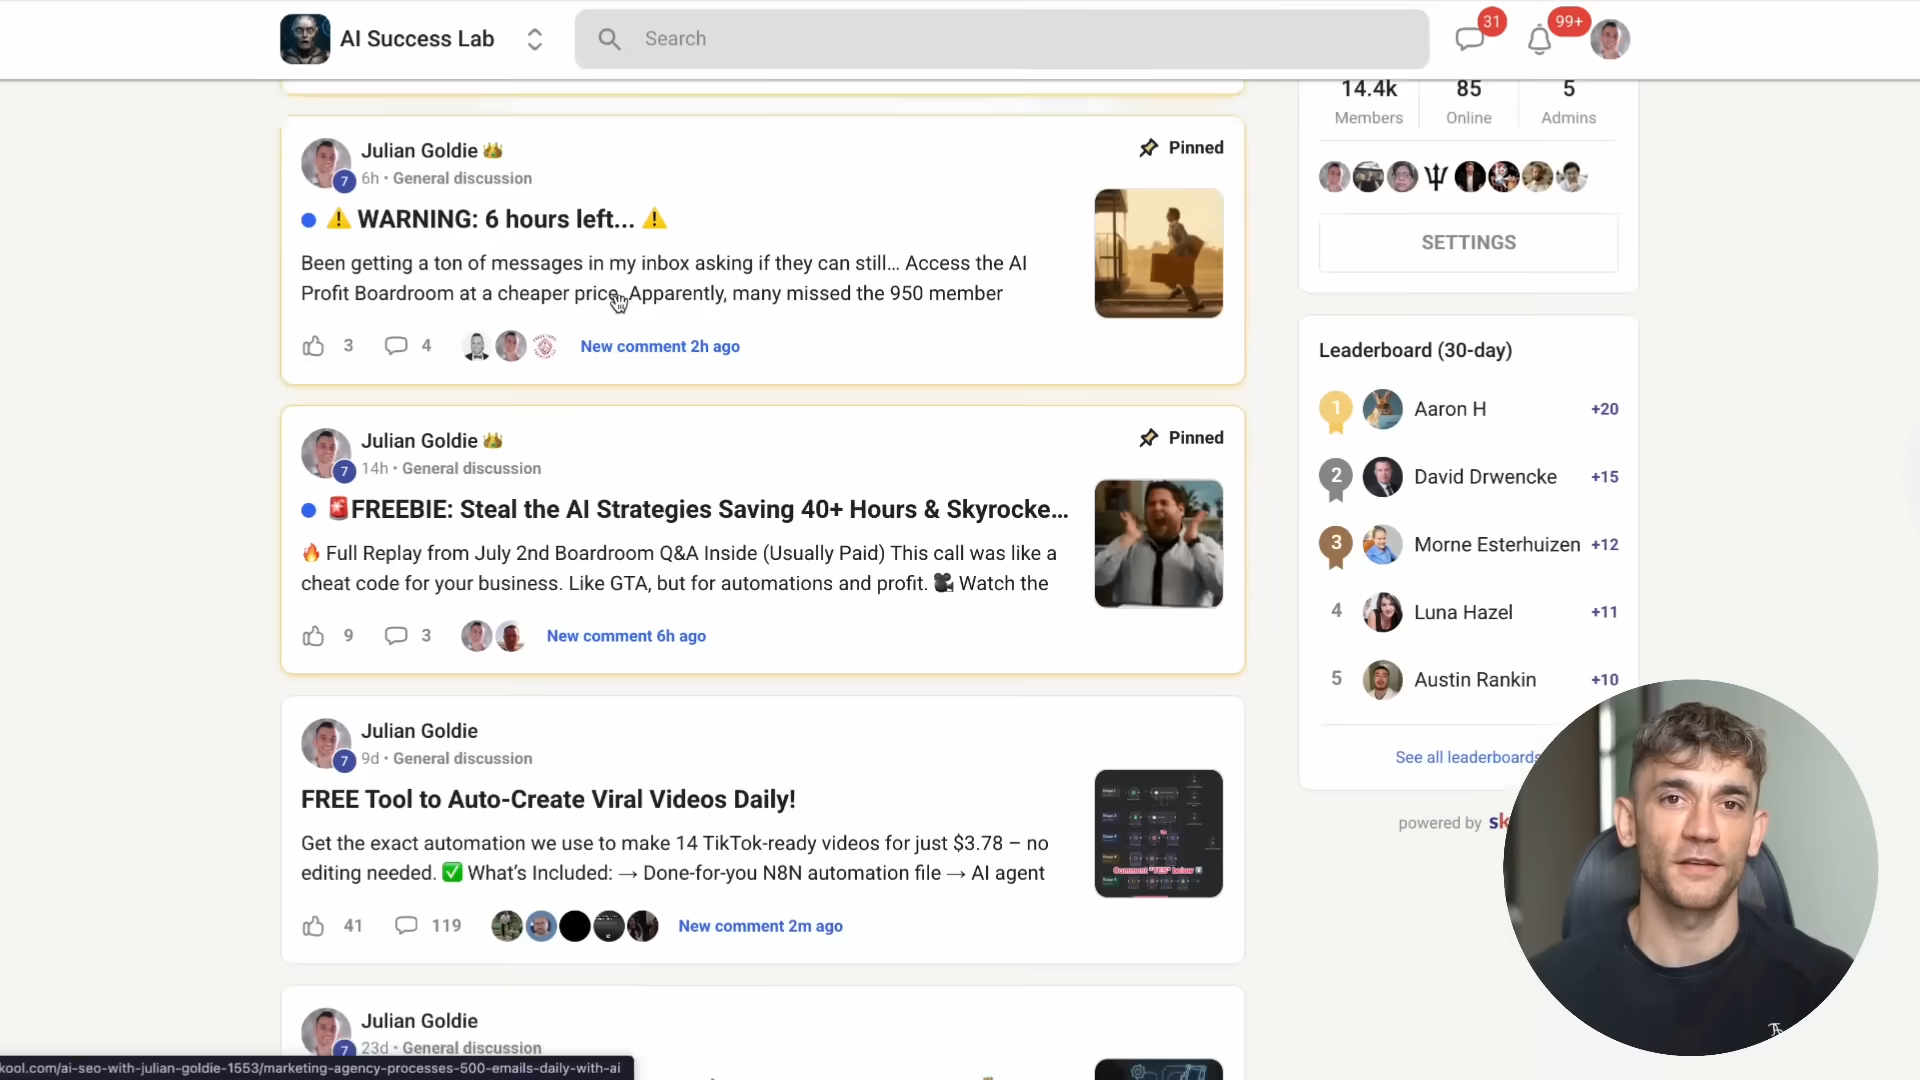 AI Success Lab
Search
31
99+
14.4k
85
5
Members
Online
Admins
SETTINGS
Julian Goldie
Pinned
7
6h • General discussion
WARNING: 6 hours left...
Been getting a ton of messages in my inbox asking if they can still... Access the AI
Profit Boardroom at a cheaper price. Apparently, many missed the 950 member
3
4
New comment 2h ago
Julian Goldie
Pinned
7
14h • General discussion
FREEBIE: Steal the AI Strategies Saving 40+ Hours & Skyrocke...
🔥 Full Replay from July 2nd Boardroom Q&A Inside (Usually Paid) This call was like a
cheat code for your business. Like GTA, but for automations and profit. 🎥 Watch the
9
3
New comment 6h ago
Julian Goldie
7
9d • General discussion
FREE Tool to Auto-Create Viral Videos Daily!
Get the exact automation we use to make 14 TikTok-ready videos for just $3.78 – no
editing needed. ✅ What's Included: → Done-for-you N8N automation file → AI agent
Comment "YES" below
41
119
New comment 2m ago
Julian Goldie
7
23d • General discussion
kool.com/ai-seo-with-julian-goldie-1553/marketing-agency-processes-500-emails-daily-with-ai
Leaderboard (30-day)
1
Aaron H
+20
2
David Drwencke
+15
3
Morne Esterhuizen
+12
4
Luna Hazel
+11
5
Austin Rankin
+10
See all leaderboards
powered by sk